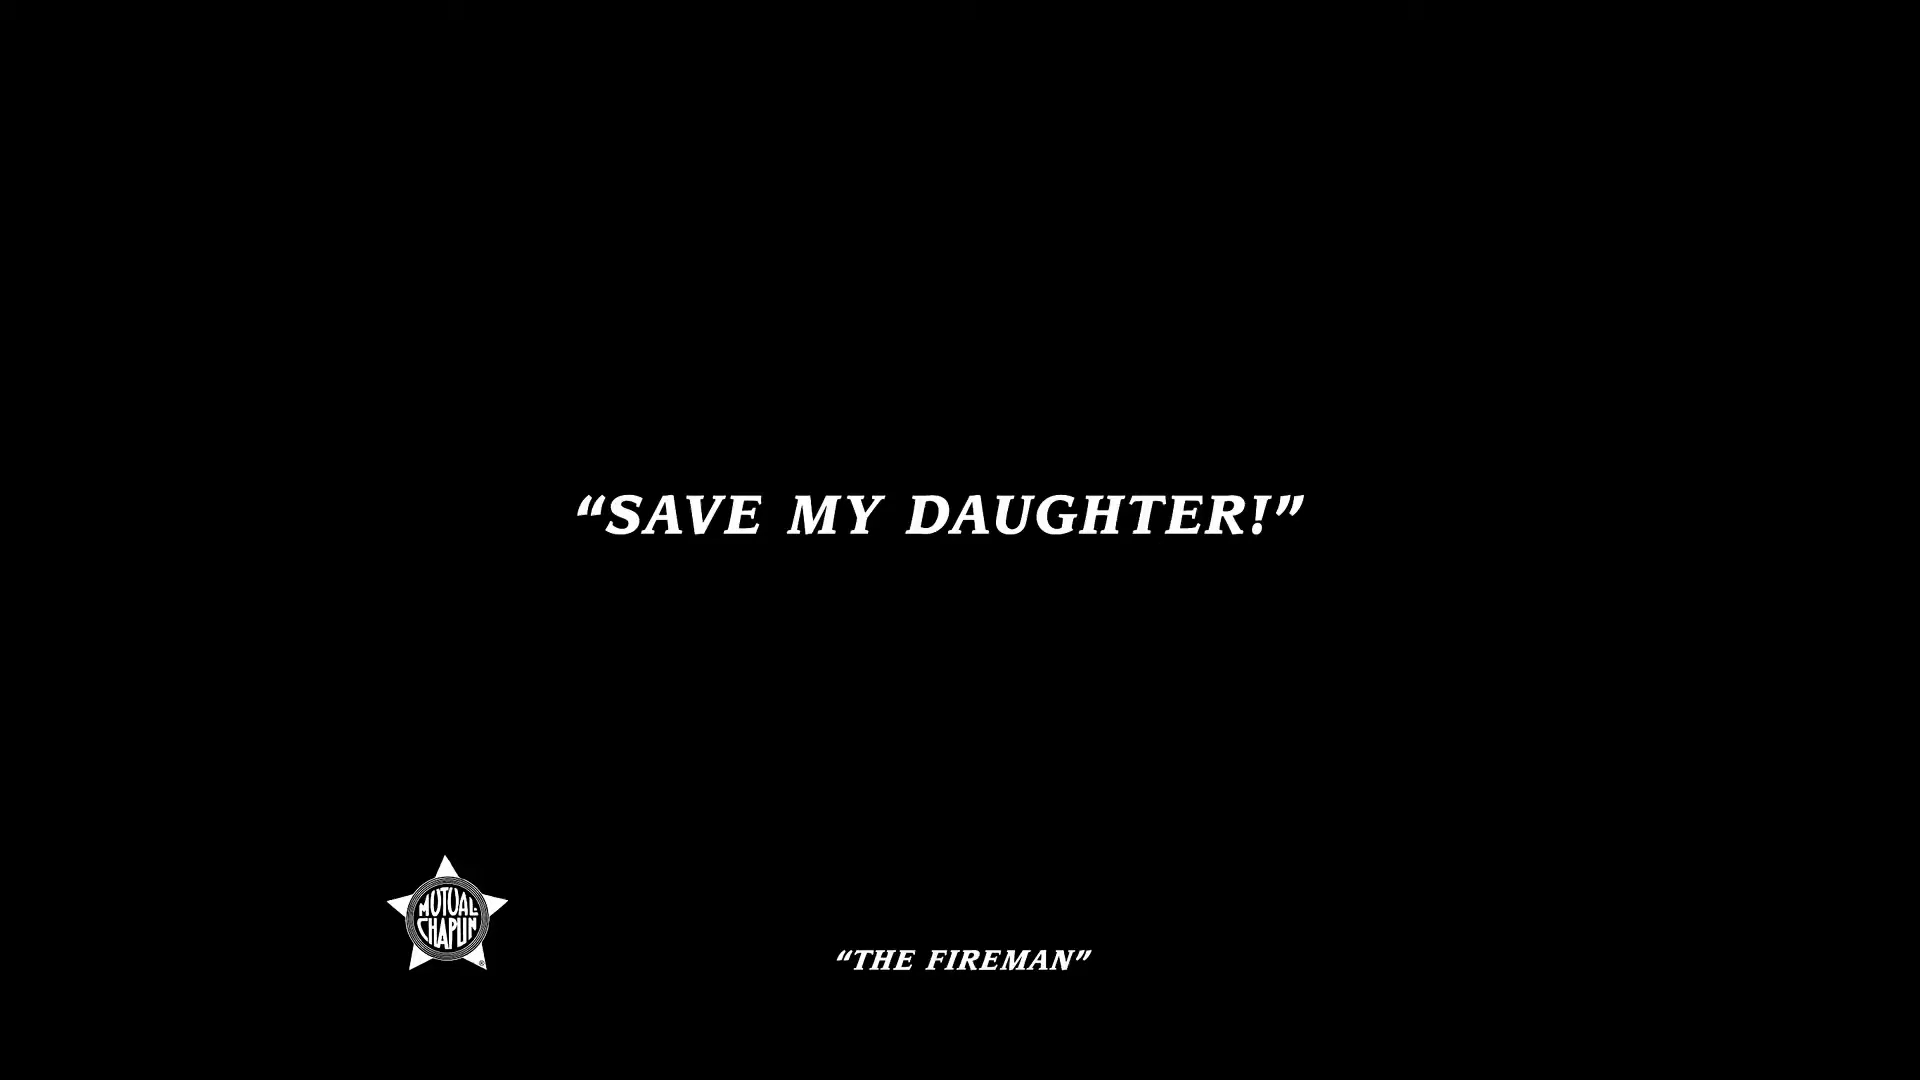 “SAVE MY DAUGHTER!”
MUTUAL-
CHAPLIN
®
“THE FIREMAN”